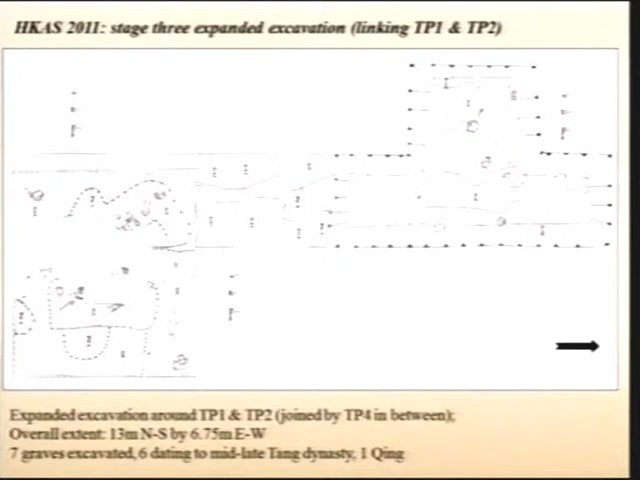 HKAS 2011: stage three expanded excavation (linking TP1 & TP2)
Expanded excavation around TP1 & TP2 (joined by TP4 in between);
Overall extent: 13m N-S by 6.75m E-W
7 graves excavated, 6 dating to mid-late Tang dynasty, 1 Qing